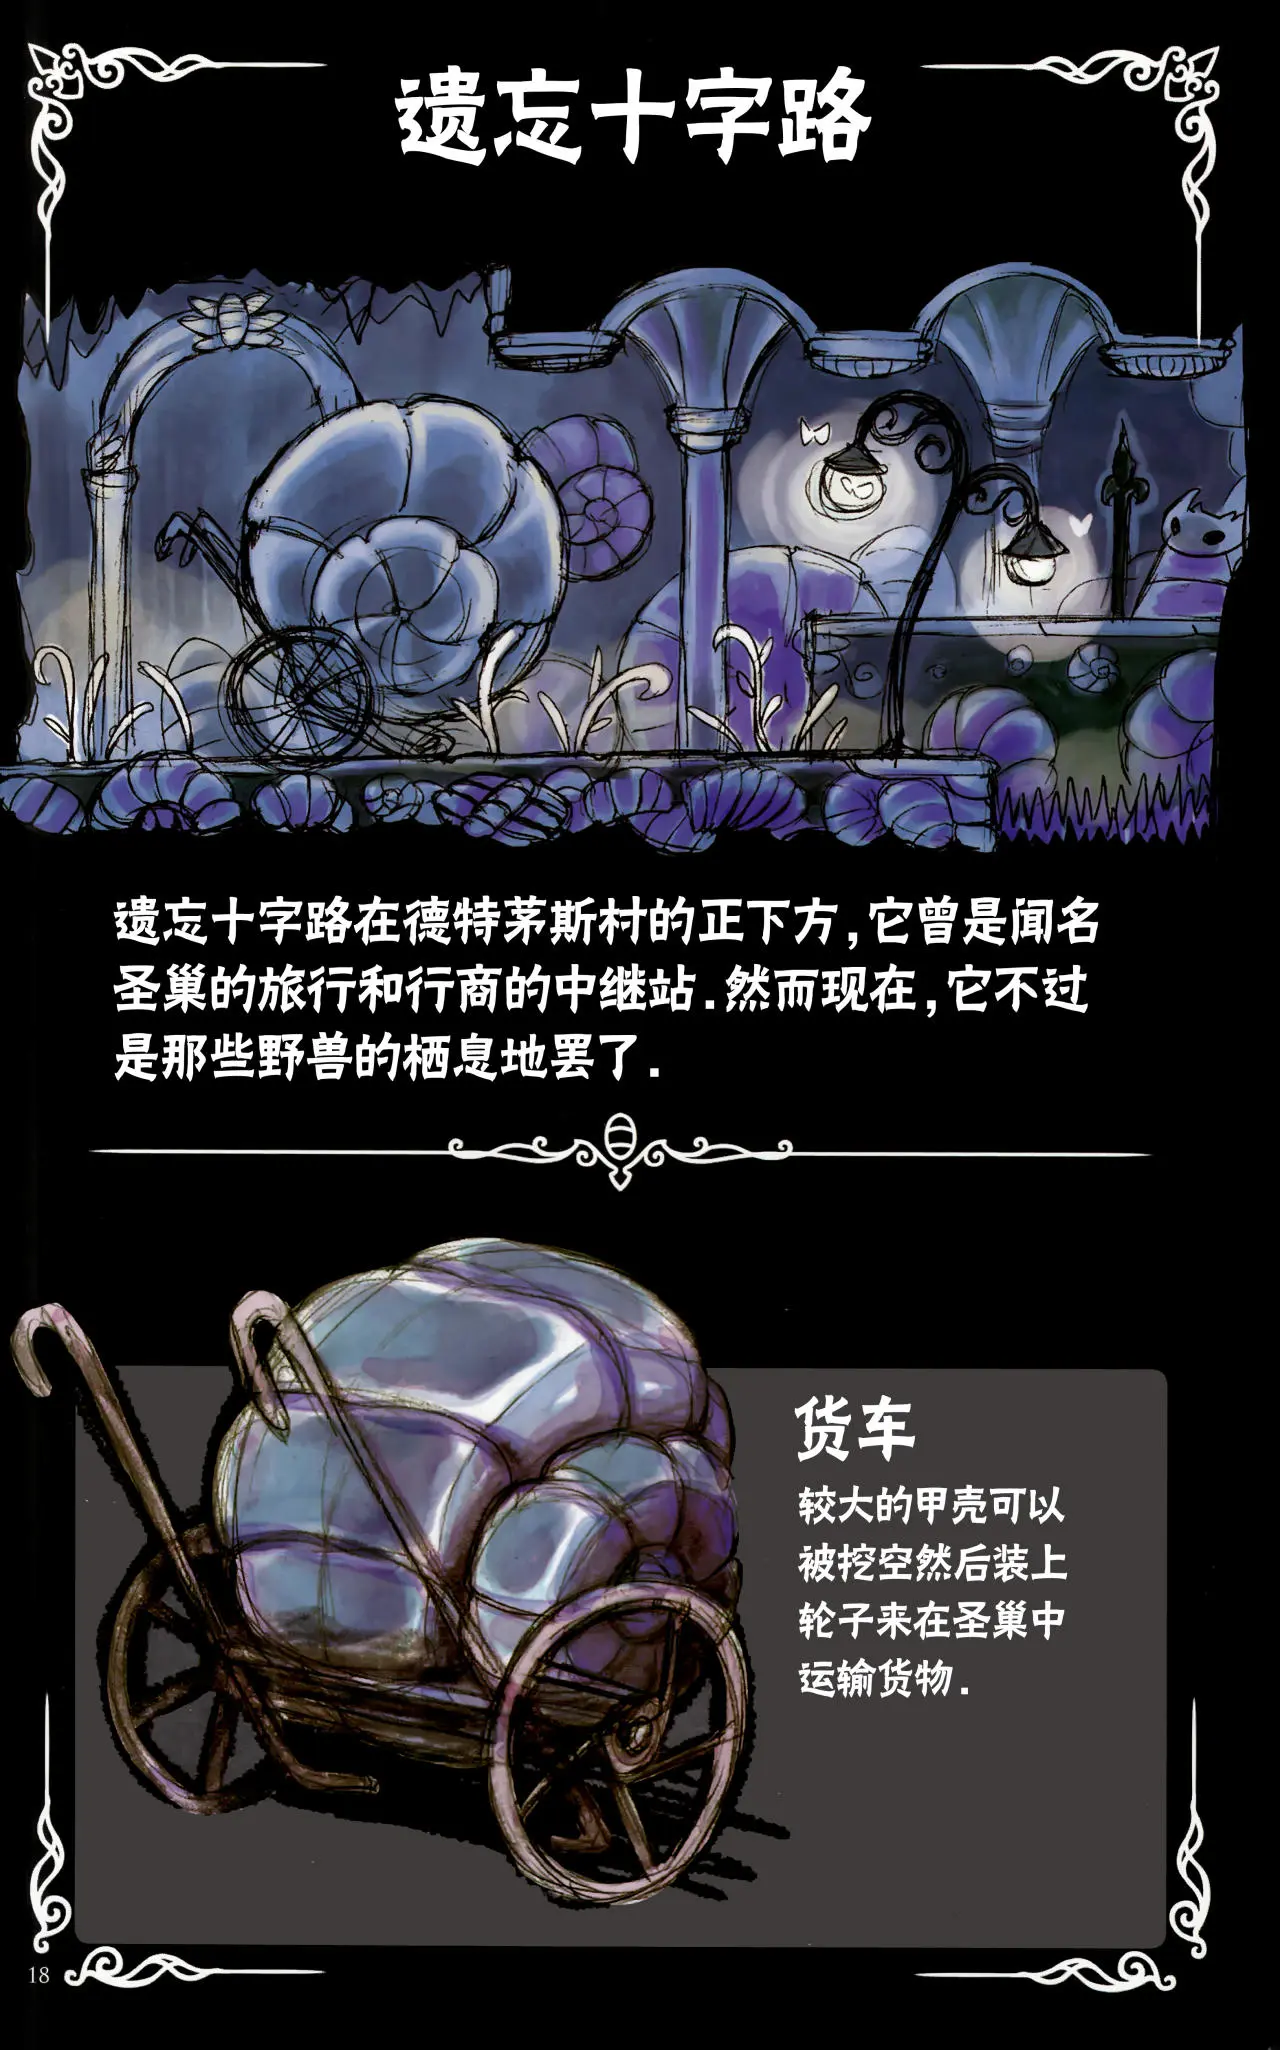 遗忘十字路
遗忘十字路在德特茅斯村的正下方,它曾是闻名
圣巢的旅行和行商的中继站.然而现在,它不过
是那些野兽的栖息地罢了.
货车
较大的甲壳可以
被挖空然后装上
轮子来在圣巢中
运输货物.
18